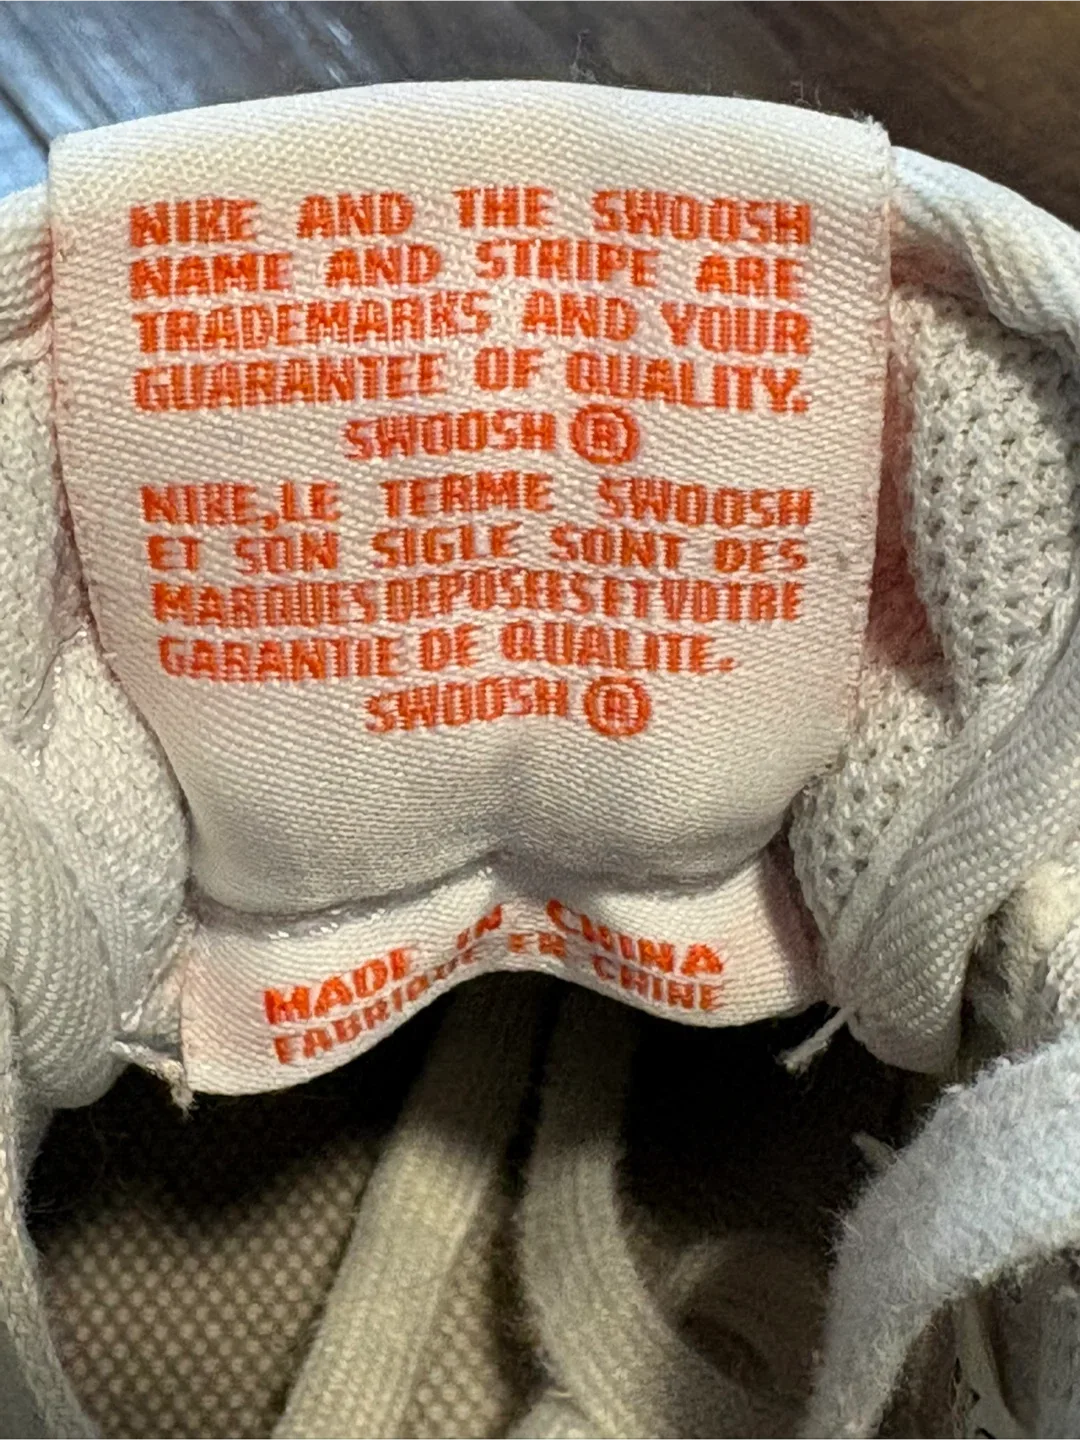 NIKE AND THE SWOOSH
NAME AND STRIPE ARE
TRADEMARKS AND YOUR
GUARANTEE OF QUALITY.
SWOOSH ®
NIKE,LE TERME SWOOSH
ET SON SIGLE SONT DES
MARQUES DEPOSEES ET VOTRE
GARANTIE DE QUALITE.
SWOOSH ®
MADE IN CHINA
FABRIQUE EN CHINE